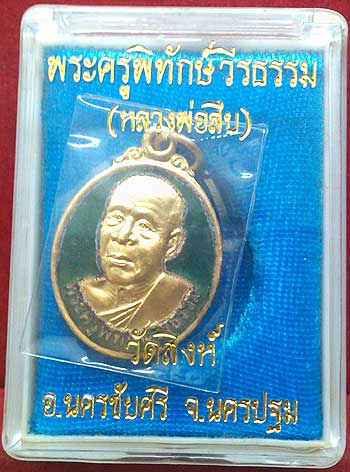 พระครูพิทักษ์วีรธรรม
(หลวงพ่อสืบ)
วัดสิงห์
อ.นครชัยศรี จ.นครปฐม